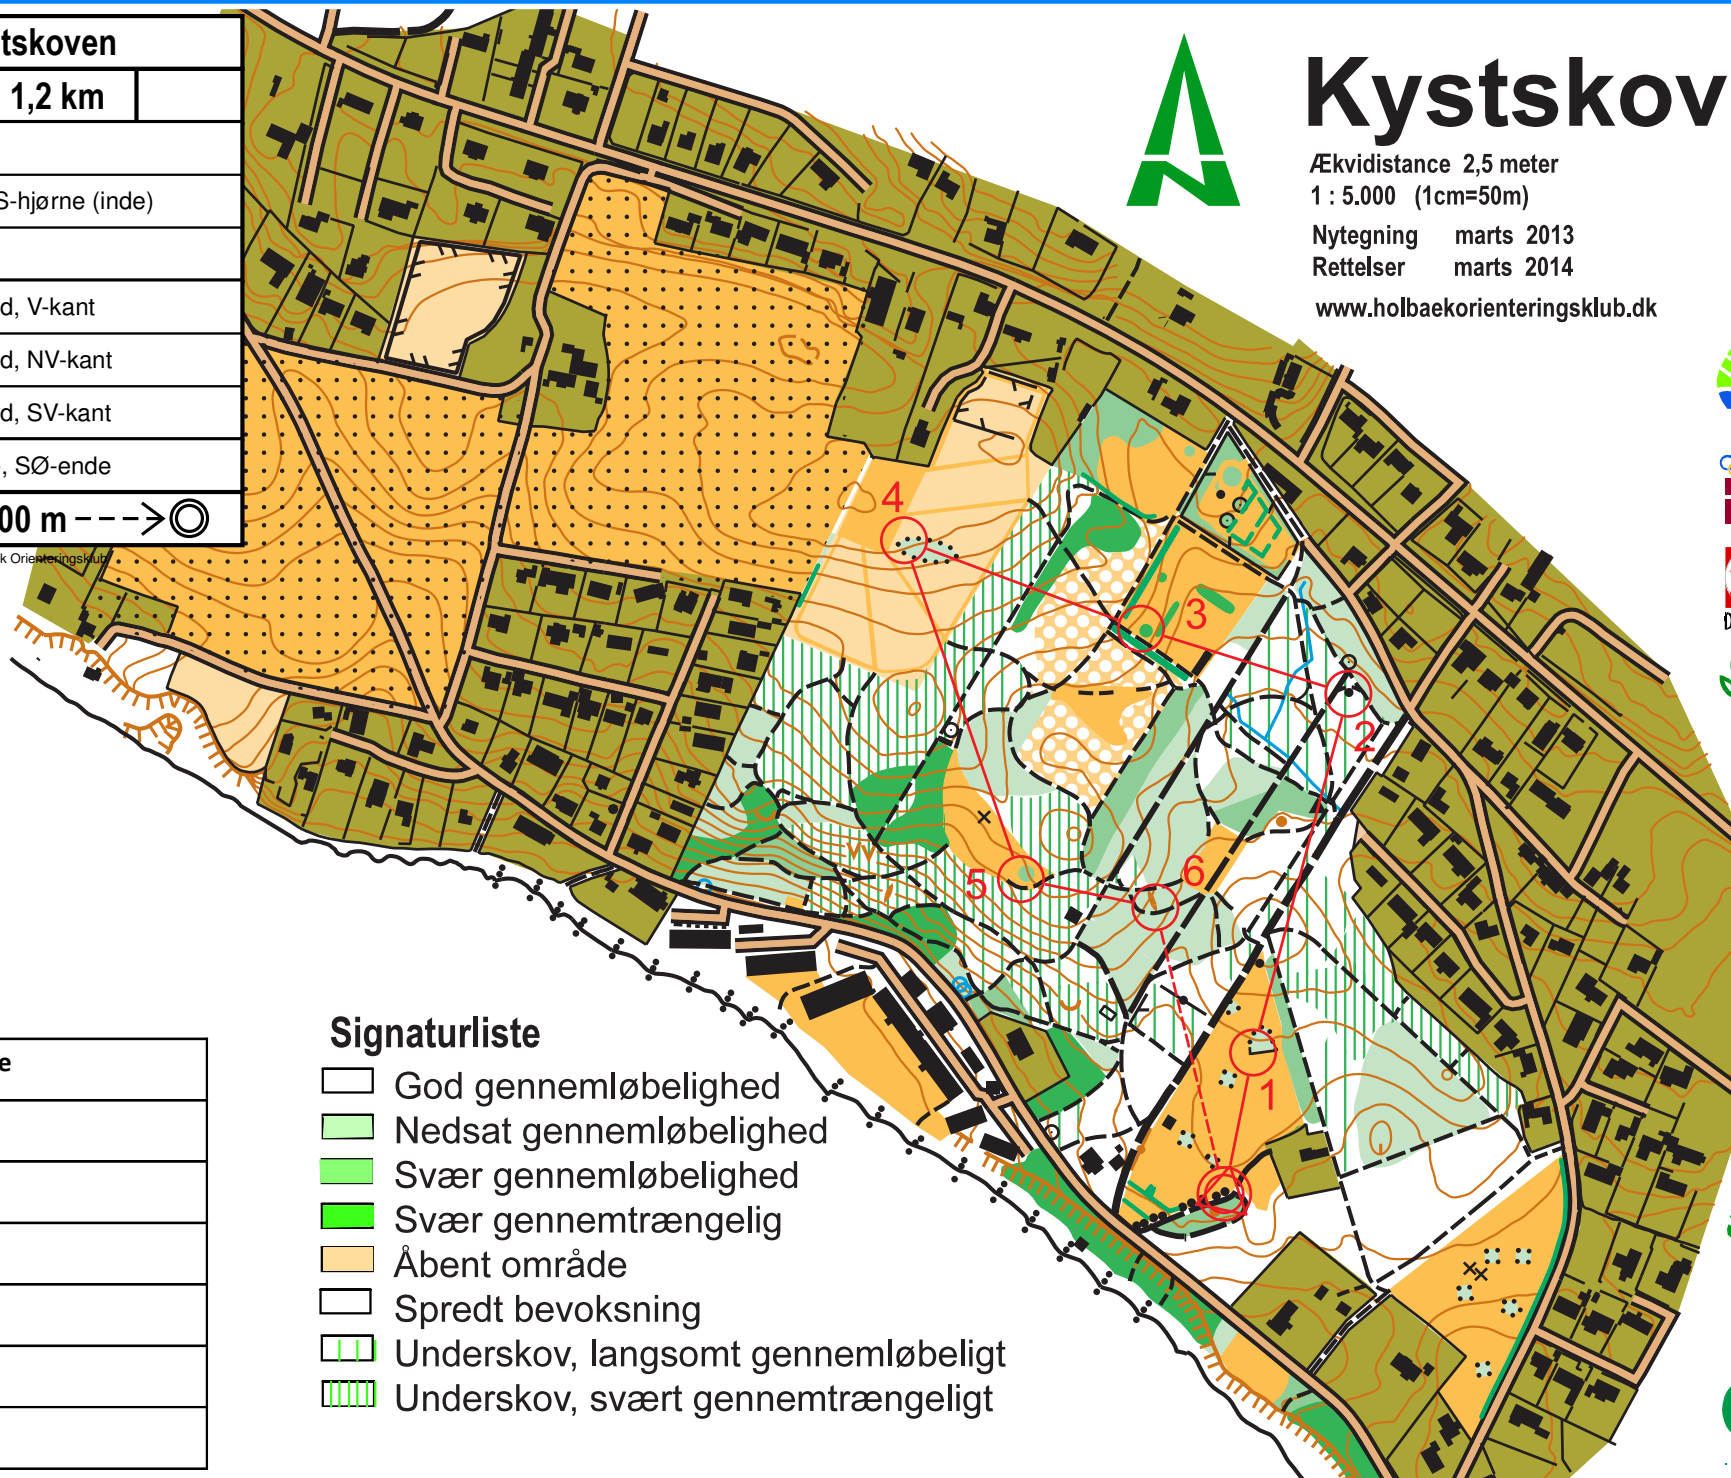 tskoven
1,2 km
S-hjørne (inde)
d, V-kant
d, NV-kant
d, SV-kant
, SØ-ende
00 m
k Orienteringsklub
Kystskov
Ækvidistance 2,5 meter
1 : 5.000 (1cm=50m)
Nytegning marts 2013
Rettelser marts 2014
www.holbaekorienteringsklub.dk
4
3
2
5
6
1
e
Signaturliste
God gennemløbelighed
Nedsat gennemløbelighed
Svær gennemløbelighed
Svær gennemtrængelig
Åbent område
Spredt bevoksning
Underskov, langsomt gennemløbeligt
Underskov, svært gennemtrængeligt